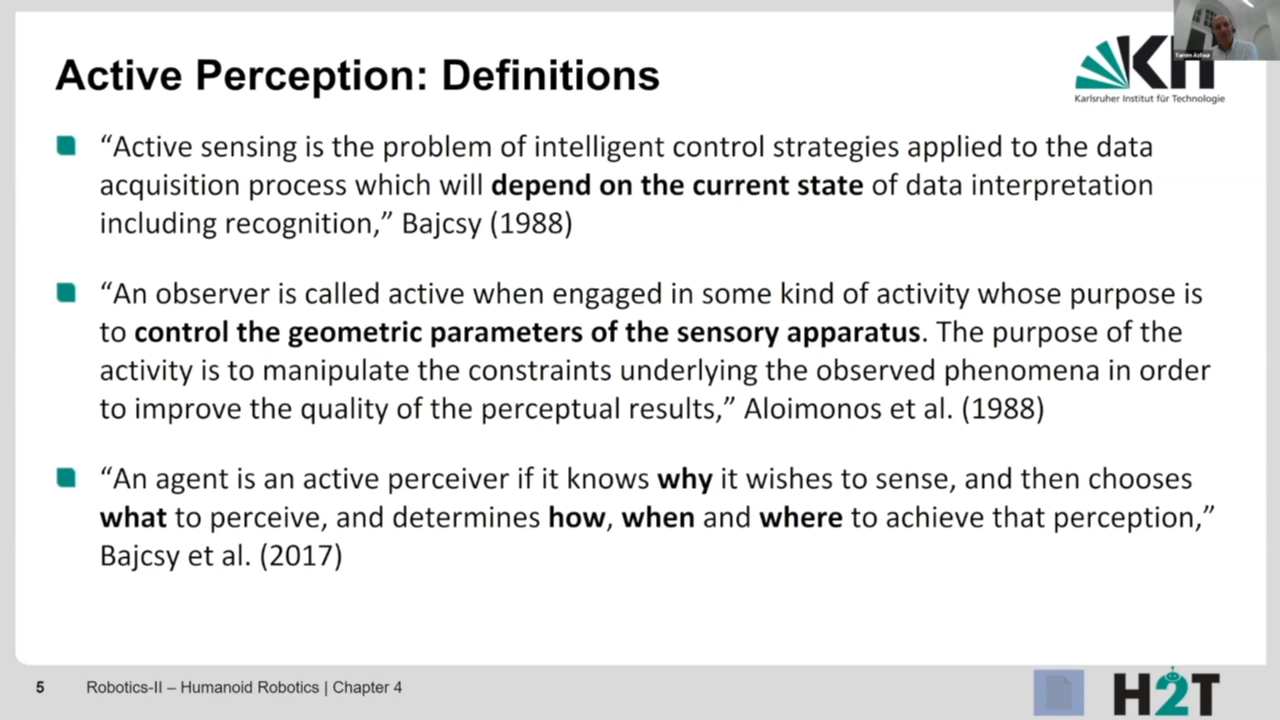 Active Perception: Definitions
KIT
Karlsruher Institut für Technologie
Tamim Asfour
“Active sensing is the problem of intelligent control strategies applied to the data
acquisition process which will depend on the current state of data interpretation
including recognition,” Bajcsy (1988)
“An observer is called active when engaged in some kind of activity whose purpose is
to control the geometric parameters of the sensory apparatus. The purpose of the
activity is to manipulate the constraints underlying the observed phenomena in order
to improve the quality of the perceptual results,” Aloimonos et al. (1988)
“An agent is an active perceiver if it knows why it wishes to sense, and then chooses
what to perceive, and determines how, when and where to achieve that perception,”
Bajcsy et al. (2017)
5 Robotics-II – Humanoid Robotics | Chapter 4
H2T